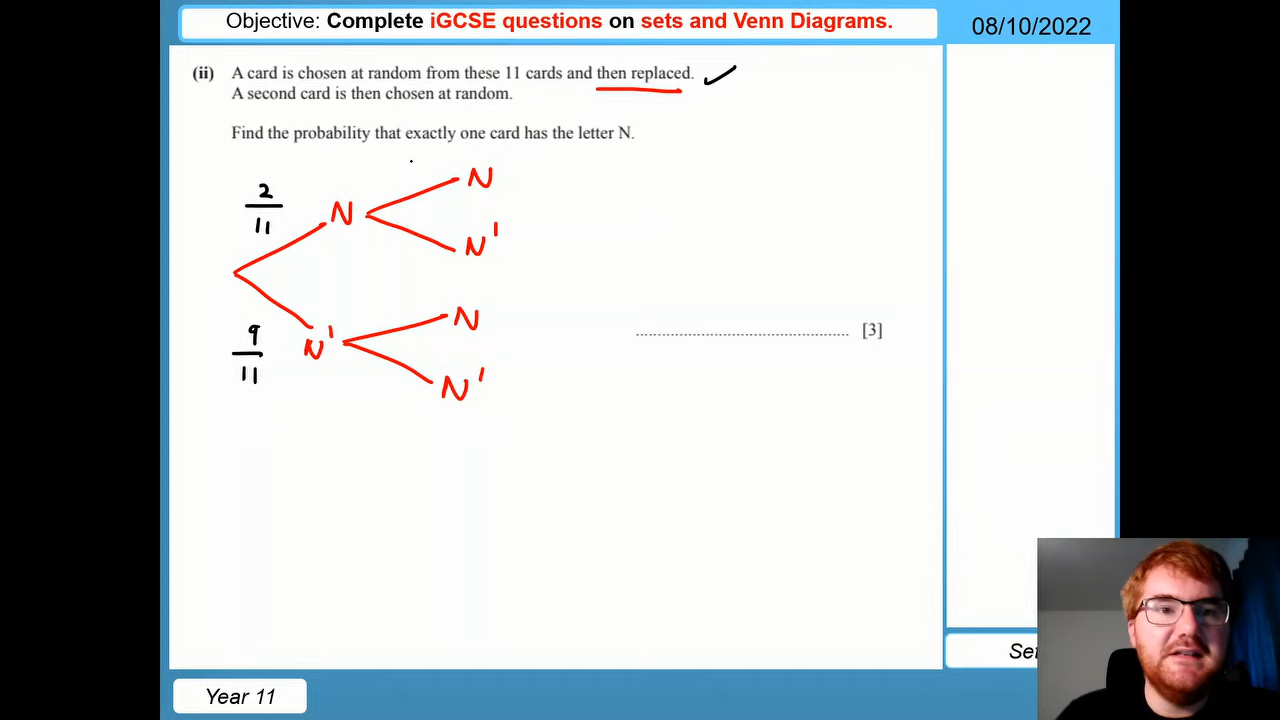 Objective: Complete iGCSE questions on sets and Venn Diagrams.
08/10/2022
(ii) A card is chosen at random from these 11 cards and then replaced.
A second card is then chosen at random.
Find the probability that exactly one card has the letter N.
2
11
N
N
N'
9
11
N'
N
N'
[3]
Set
Year 11